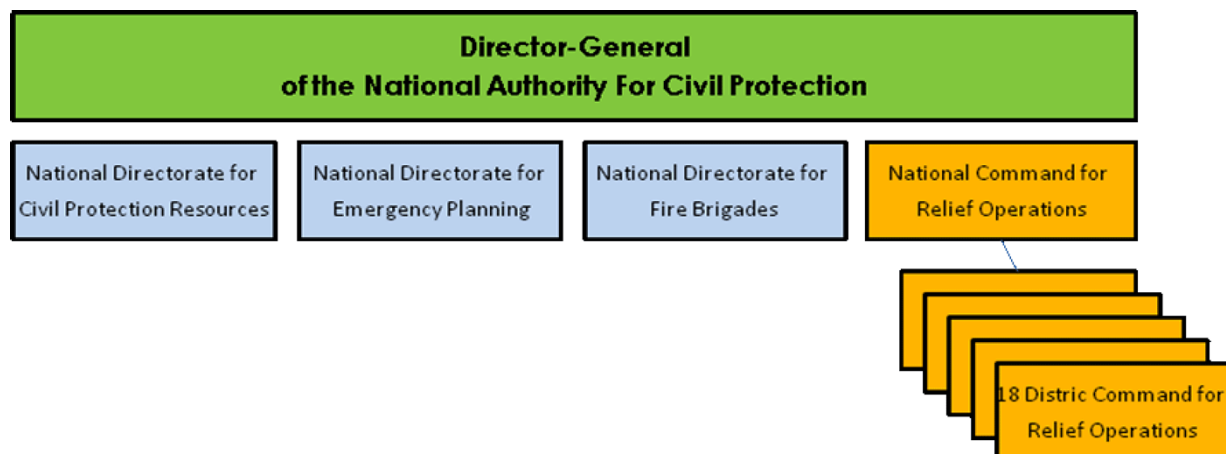 Director-General
of the National Authority For Civil Protection
National Directorate for
Civil Protection Resources
National Directorate for
Emergency Planning
National Directorate for
Fire Brigades
National Command for
Relief Operations
18 Distric Command for
Relief Operations